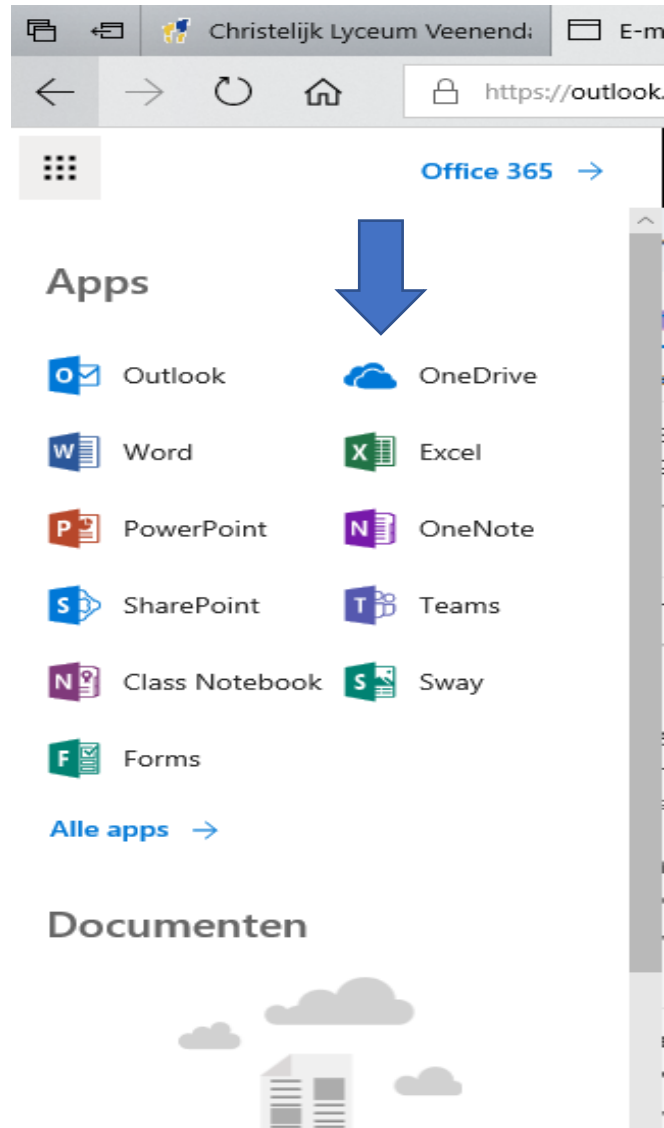 Christelijk Lyceum Veenenda
E-m
https://outlook.
Office 365
Apps
Outlook
OneDrive
Word
Excel
PowerPoint
OneNote
SharePoint
Teams
Class Notebook
Sway
Forms
Alle apps
Documenten